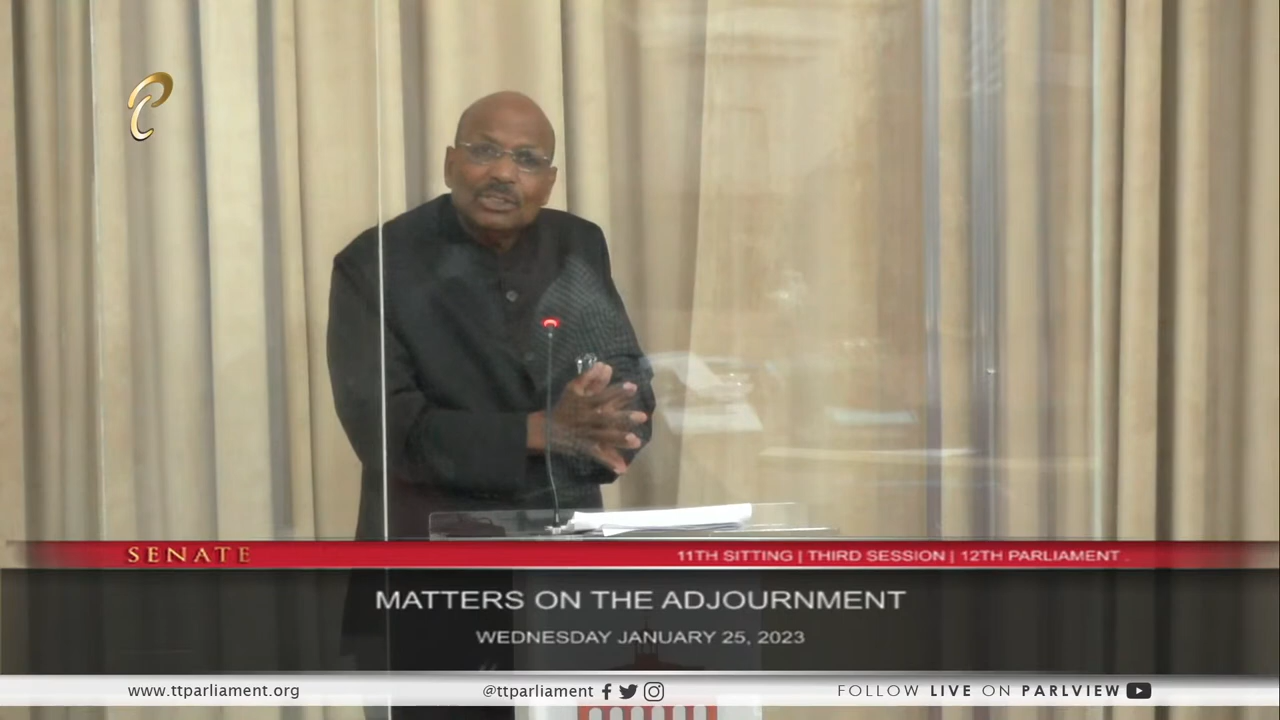 SENATE
11TH SITTING | THIRD SESSION | 12TH PARLIAMENT .
MATTERS ON THE ADJOURNMENT
WEDNESDAY JANUARY 25, 2023
www.ttparliament.org @ttparliament FOLLOW LIVE ON PARLVIEW